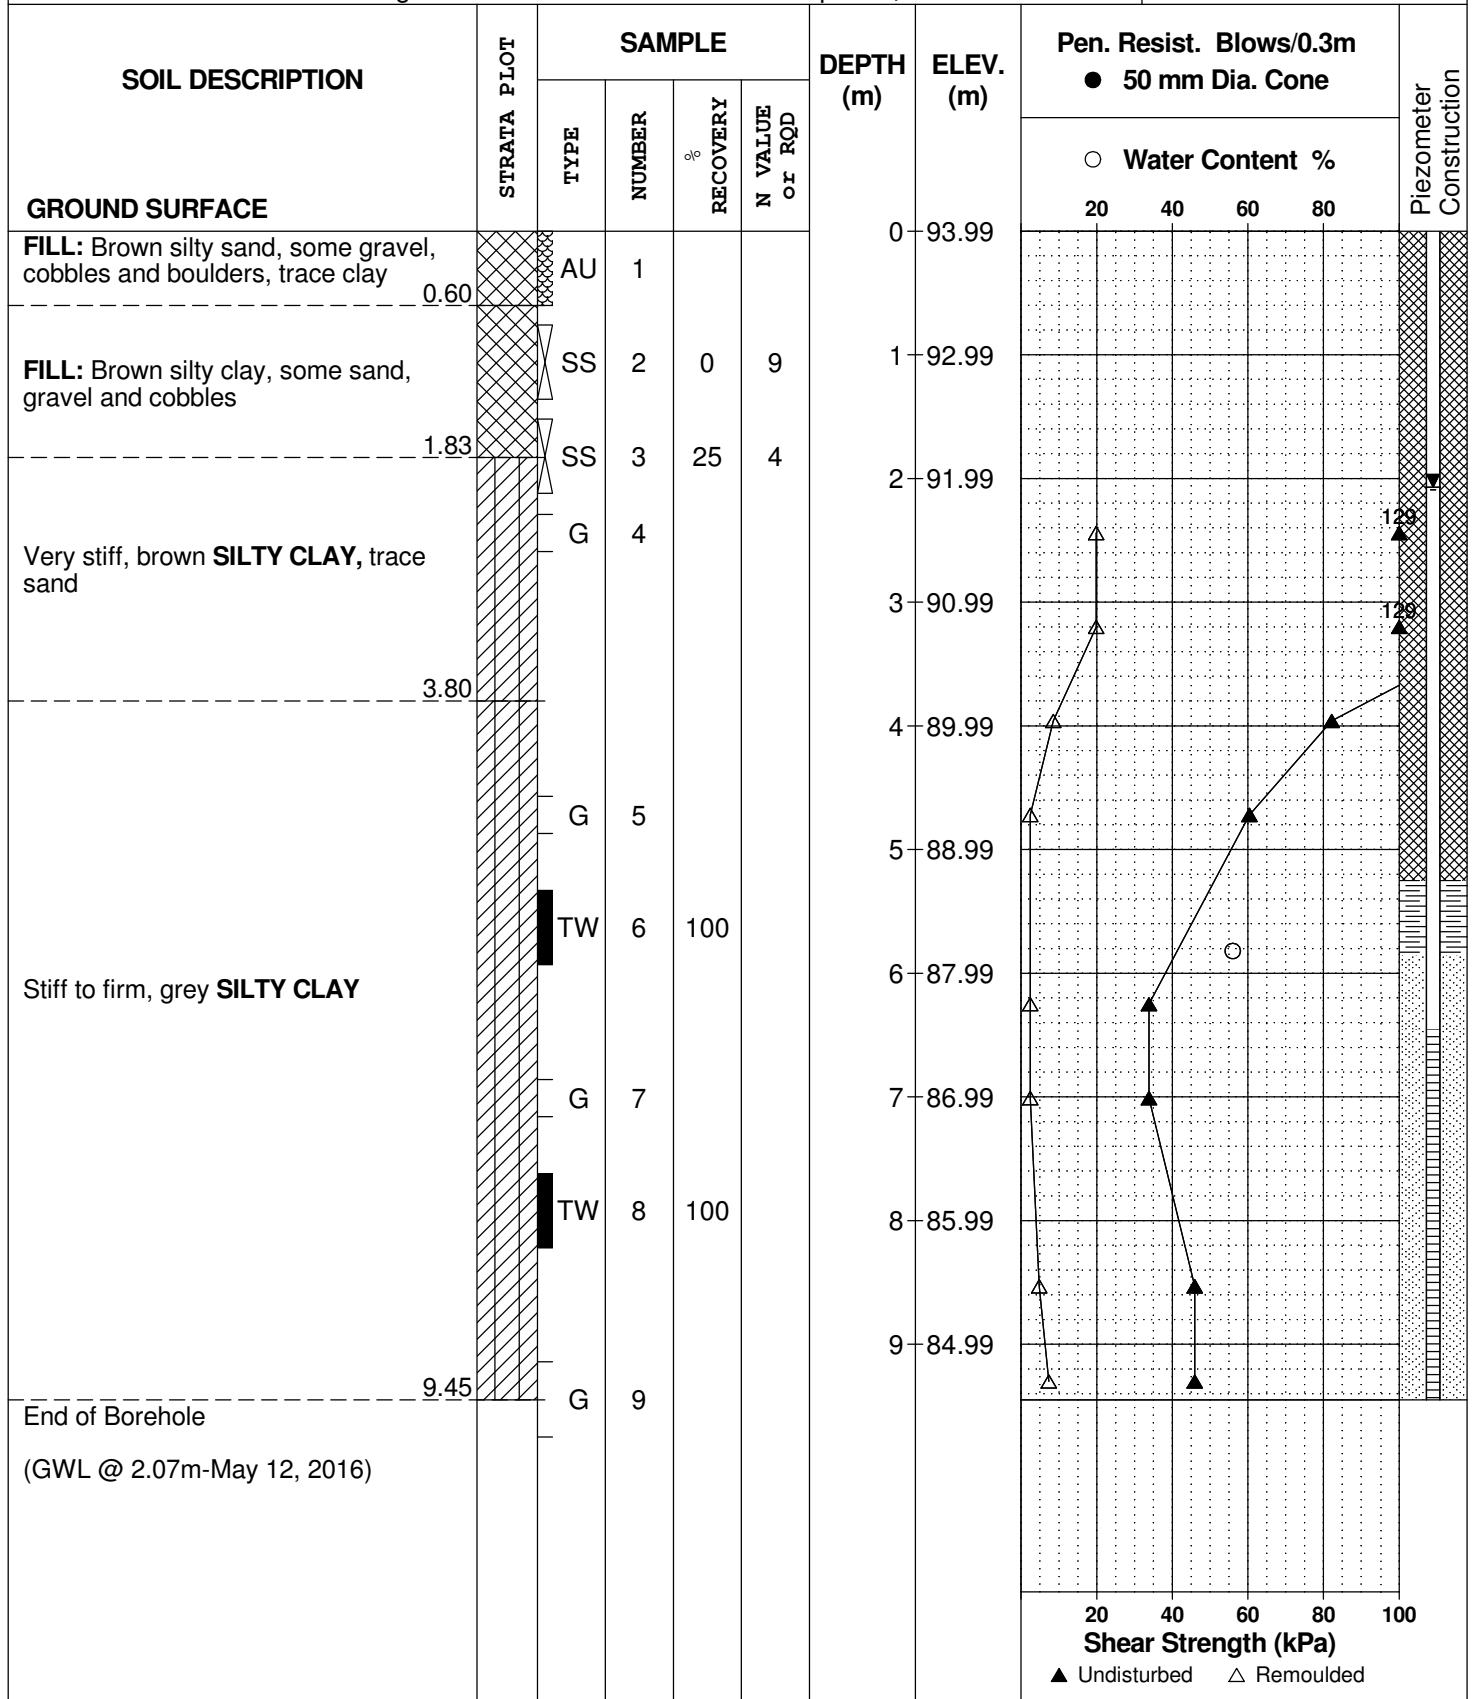 SOIL DESCRIPTION
GROUND SURFACE
STRATA PLOT
SAMPLE
TYPE
NUMBER
%
RECOVERY
N VALUE
or RQD
DEPTH
(m)
ELEV.
(m)
Pen. Resist. Blows/0.3m
● 50 mm Dia. Cone
○ Water Content %
20 40 60 80
Piezometer
Construction
0 93.99
FILL: Brown silty sand, some gravel,
cobbles and boulders, trace clay
0.60
AU 1
FILL: Brown silty clay, some sand,
gravel and cobbles
1.83
SS 2 0 9
1 92.99
SS 3 25 4
2 91.99
129
G 4
Very stiff, brown SILTY CLAY, trace
sand
3.80
3 90.99
129
4 89.99
G 5
5 88.99
TW 6 100
6 87.99
Stiff to firm, grey SILTY CLAY
G 7
7 86.99
TW 8 100
8 85.99
9 84.99
9.45
G 9
End of Borehole
(GWL @ 2.07m-May 12, 2016)
20 40 60 80 100
Shear Strength (kPa)
▲ Undisturbed △ Remoulded